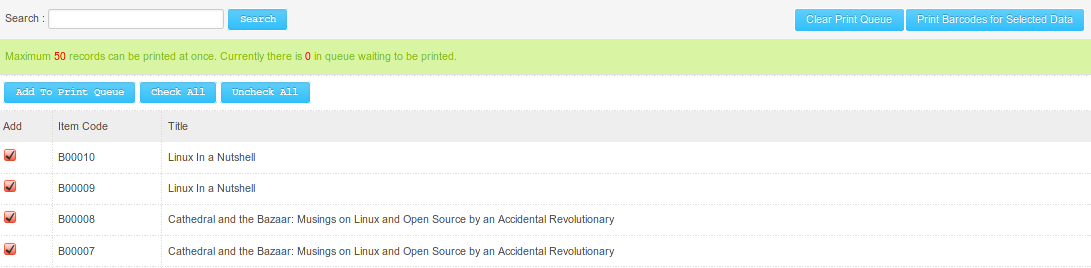 Search : Search Clear Print Queue Print Barcodes for Selected Data
Maximum 50 records can be printed at once. Currently there is 0 in queue waiting to be printed.
Add To Print Queue Check All Uncheck All
Add Item Code Title
B00010 Linux In a Nutshell
B00009 Linux In a Nutshell
B00008 Cathedral and the Bazaar: Musings on Linux and Open Source by an Accidental Revolutionary
B00007 Cathedral and the Bazaar: Musings on Linux and Open Source by an Accidental Revolutionary